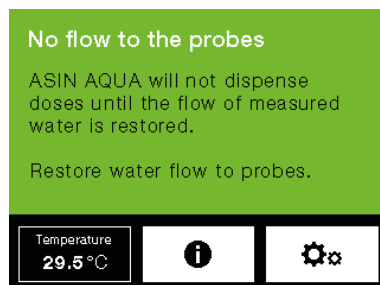 No flow to the probes
ASIN AQUA will not dispense
doses until the flow of measured
water is restored.
Restore water flow to probes.
Temperature
29.5°C